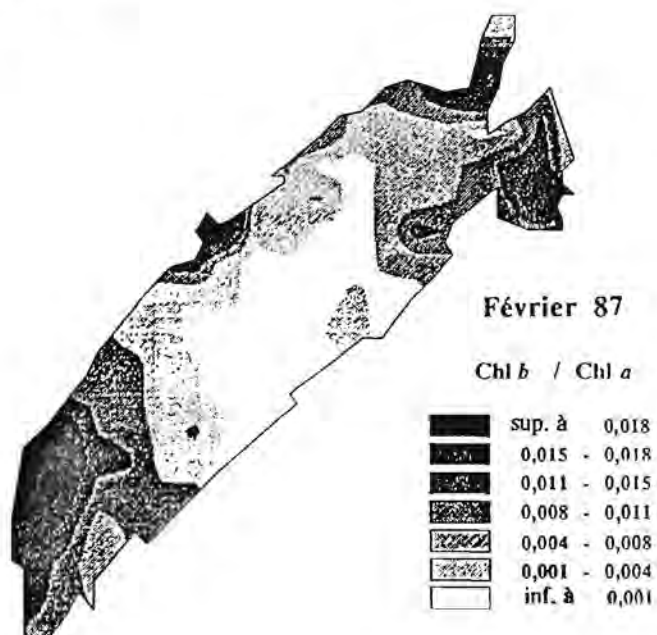 Février 87
Chl b / Chl a
sup. à 0,018
0,015 - 0,018
0,011 - 0,015
0,008 - 0,011
0,004 - 0,008
0,001 - 0,004
inf. à 0,001